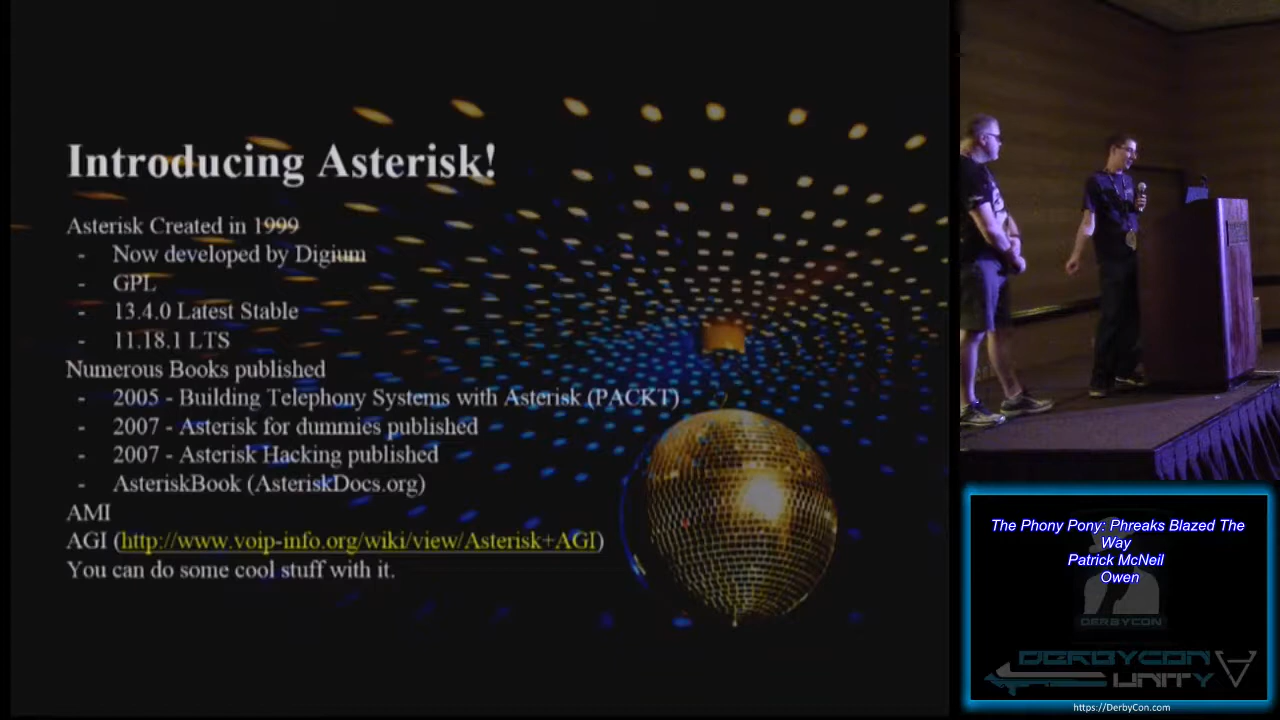 Introducing Asterisk!
Asterisk Created in 1999
- Now developed by Digium
- GPL
- 13.4.0 Latest Stable
- 11.18.1 LTS
Numerous Books published
- 2005 - Building Telephony Systems with Asterisk (PACKT)
- 2007 - Asterisk for dummies published
- 2007 - Asterisk Hacking published
- AsteriskBook (AsteriskDocs.org)
AMI
AGI (http://www.voip-info.org/wiki/view/Asterisk+AGI)
You can do some cool stuff with it.
The Phony Pony: Phreaks Blazed The
Way
Patrick McNeil
Owen
DERBYCON
DERBYCON
UNITY
https://DerbyCon.com